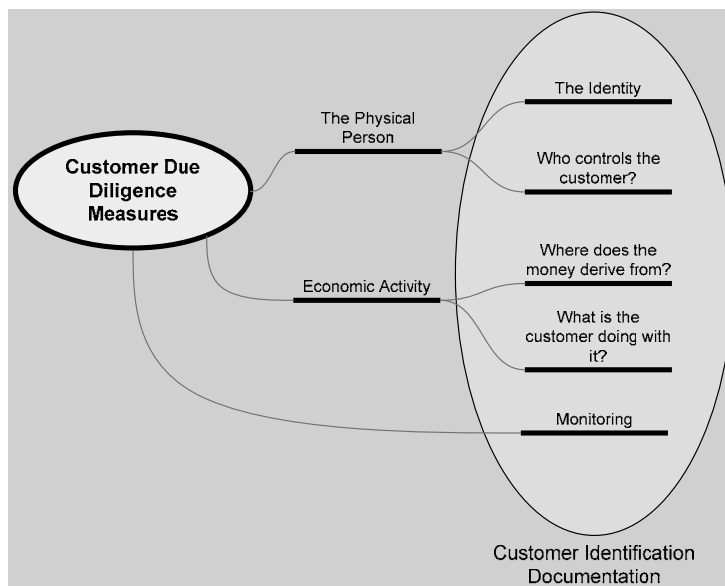 Customer Due
Diligence
Measures
The Physical
Person
Economic Activity
The Identity
Who controls the
customer?
Where does the
money derive from?
What is the
customer doing with
it?
Monitoring
Customer Identification
Documentation